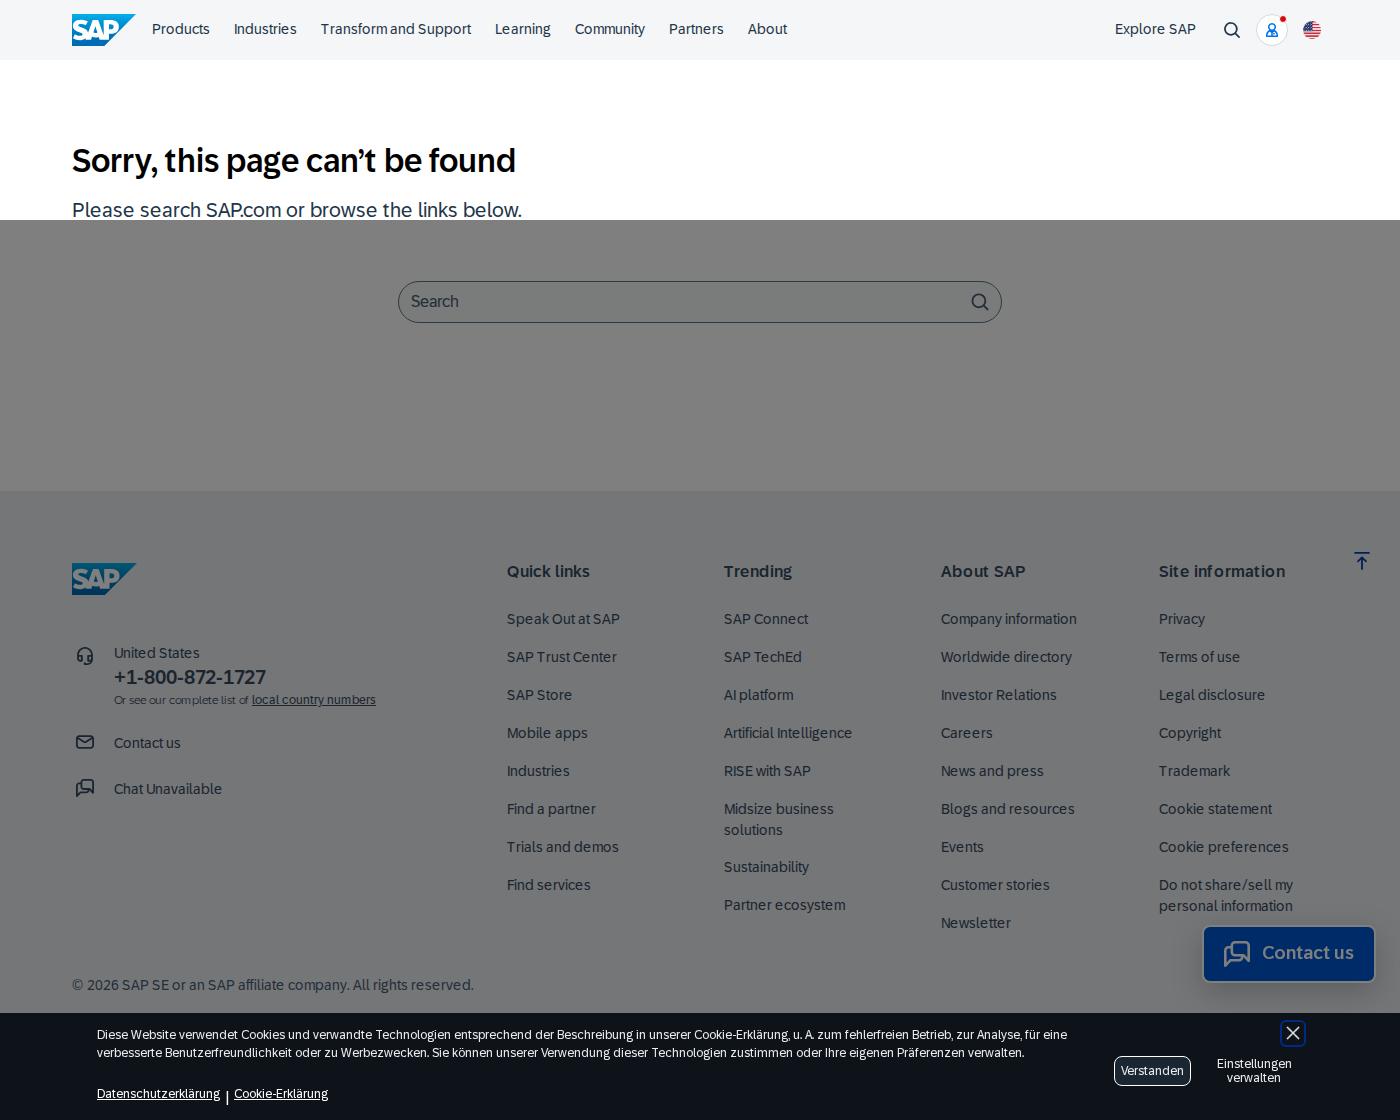 SAP Products Industries Transform and Support Learning Community Partners About Explore SAP
Sorry, this page can’t be found
Please search SAP.com or browse the links below.
Search
SAP
United States
+1-800-872-1727
Or see our complete list of local country numbers
Contact us
Chat Unavailable
Quick links
Speak Out at SAP
SAP Trust Center
SAP Store
Mobile apps
Industries
Find a partner
Trials and demos
Find services
Trending
SAP Connect
SAP TechEd
AI platform
Artificial Intelligence
RISE with SAP
Midsize business
solutions
Sustainability
Partner ecosystem
About SAP
Company information
Worldwide directory
Investor Relations
Careers
News and press
Blogs and resources
Events
Customer stories
Newsletter
Site information
Privacy
Terms of use
Legal disclosure
Copyright
Trademark
Cookie statement
Cookie preferences
Do not share/sell my
personal information
Contact us
© 2026 SAP SE or an SAP affiliate company. All rights reserved.
Diese Website verwendet Cookies und verwandte Technologien entsprechend der Beschreibung in unserer Cookie-Erklärung, u. A. zum fehlerfreien Betrieb, zur Analyse, für eine
verbesserte Benutzerfreundlichkeit oder zu Werbezwecken. Sie können unserer Verwendung dieser Technologien zustimmen oder Ihre eigenen Präferenzen verwalten.
Datenschutzerklärung | Cookie-Erklärung
Verstanden
Einstellungen
verwalten